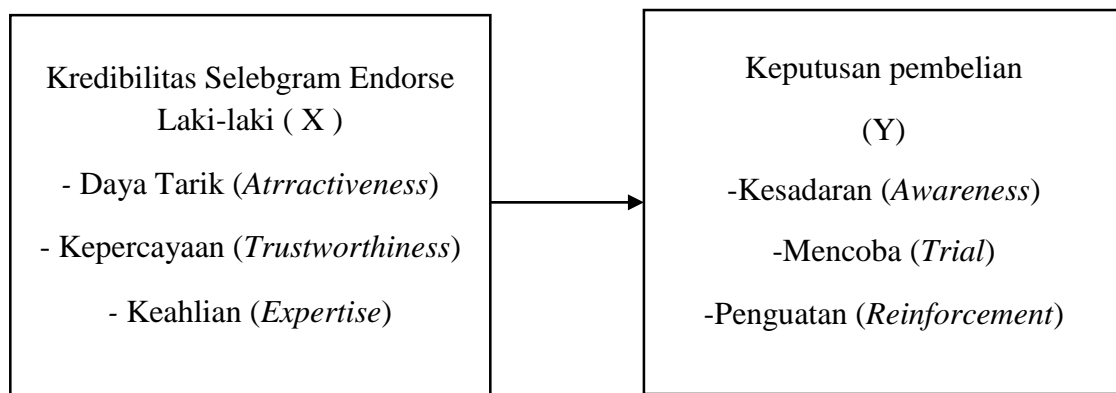 Kredibilitas Selebgram Endorse
Laki-laki ( X )
- Daya Tarik (Atrractiveness)
- Kepercayaan (Trustworthiness)
- Keahlian (Expertise)
Keputusan pembelian
(Y)
-Kesadaran (Awareness)
-Mencoba (Trial)
-Penguatan (Reinforcement)